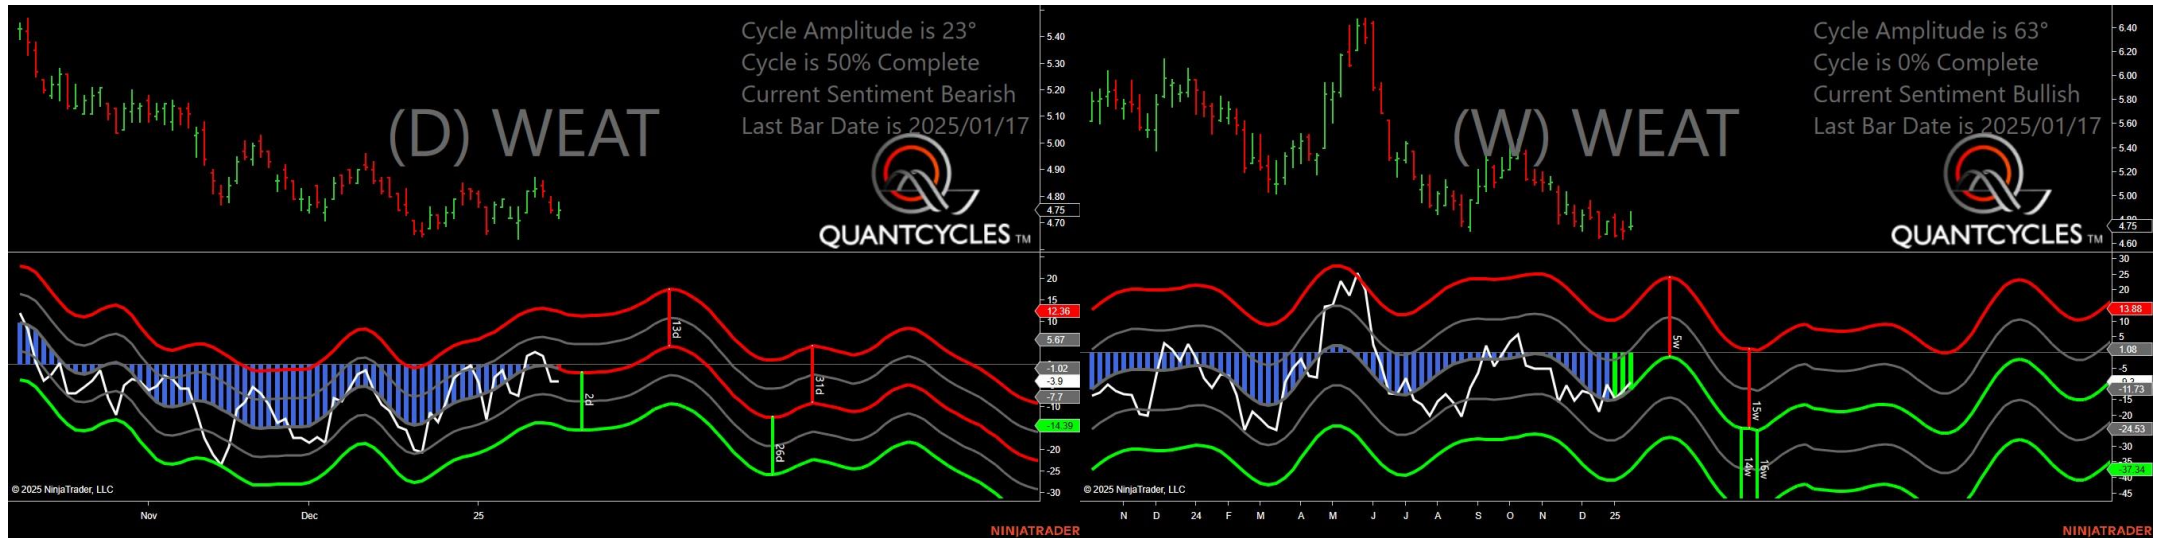 Cycle Amplitude is 23°
Cycle is 50% Complete
Current Sentiment Bearish
Last Bar Date is 2025/01/17
(D) WEAT
QUANTCYCLES TM
5.40
5.30
5.20
5.10
5.00
4.90
4.80
4.75
4.70
20
15
12.36
10
5.67
-1.02
-3.9
-7.7
-10
-14.39
-20
-25
-30
13d
31d
2d
26d
© 2025 NinjaTrader, LLC
Nov
Dec
25
NINJATRADER
Cycle Amplitude is 63°
Cycle is 0% Complete
Current Sentiment Bullish
Last Bar Date is 2025/01/17
(W) WEAT
QUANTCYCLES TM
6.40
6.20
6.00
5.80
5.60
5.40
5.20
5.00
4.75
4.60
30
25
20
13.88
10
5
1.08
-5
-11.73
-15
-20
-24.53
-30
-37.34
-40
-45
5w
15w
14w
16w
© 2025 NinjaTrader, LLC
N D 24 F M A M J J A S O N D 25
NINJATRADER